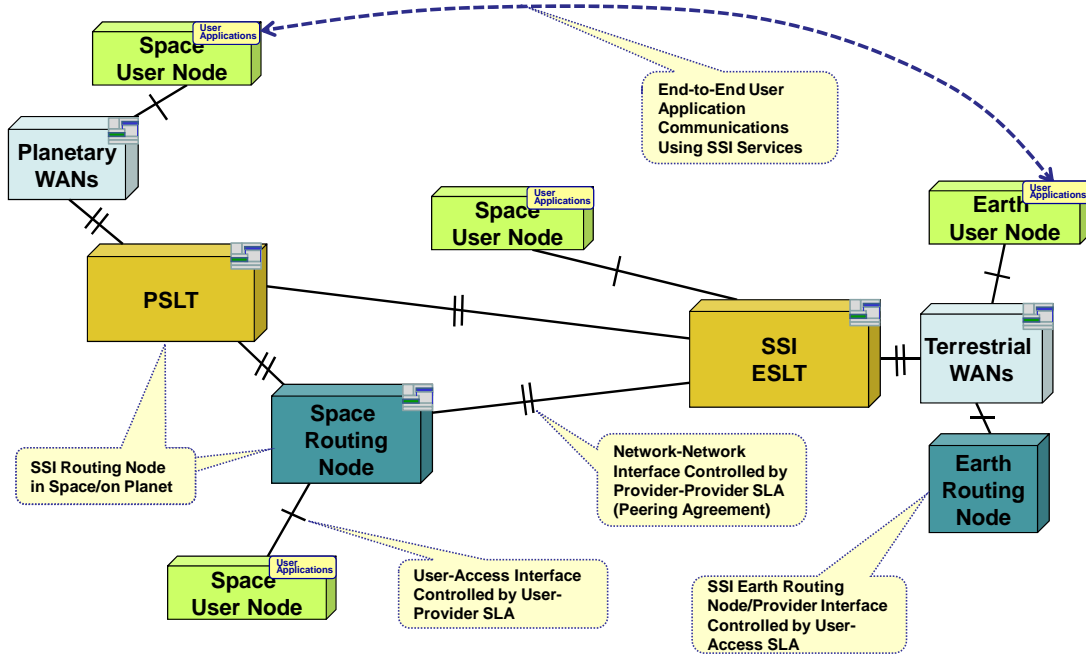 User
Applications
Space
User Node
End-to-End User
Application
Communications
Using SSI Services
Planetary
WANs
User
Applications
Space
User Node
User
Applications
Earth
User Node
PSLT
SSI
ESLT
Terrestrial
WANs
Space
Routing
Node
SSI Routing Node
in Space/on Planet
Network-Network
Interface Controlled by
Provider-Provider SLA
(Peering Agreement)
Earth
Routing
Node
User
Applications
Space
User Node
User-Access Interface
Controlled by User-
Provider SLA
SSI Earth Routing
Node/Provider Interface
Controlled by User-
Access SLA